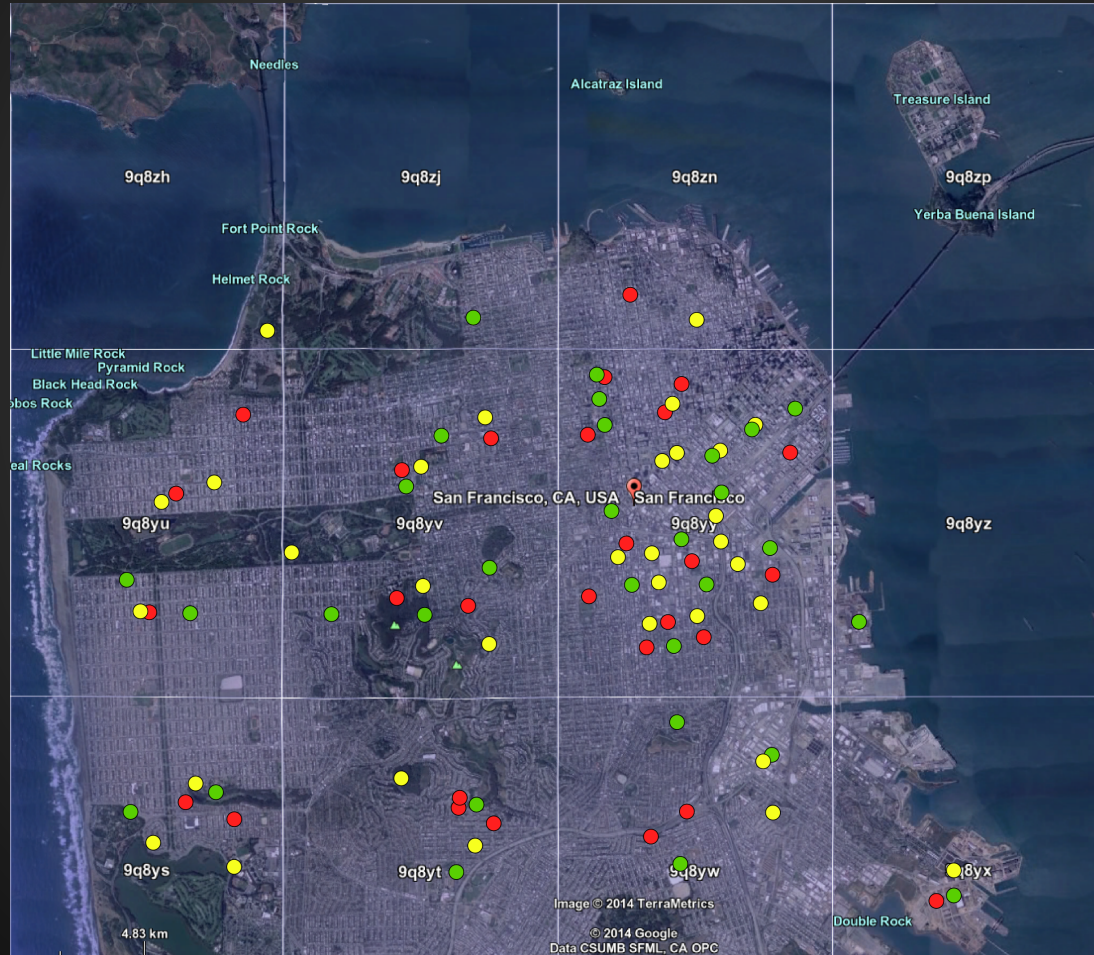 Needles
Alcatraz Island
Treasure Island
9q8zh 9q8zj 9q8zn 9q8zp
Yerba Buena Island
Fort Point Rock
Helmet Rock
Little Mile Rock
Pyramid Rock
Black Head Rock
obos Rock
eal Rocks
San Francisco, CA, USA San Francisco
9q8yu 9q8yv 9q8yy 9q8yz
9q8ys 9q8yt 9q8yw 9q8yx
Image © 2014 TerraMetrics
Double Rock
4.83 km
© 2014 Google
Data CSUMB SFML, CA OPC